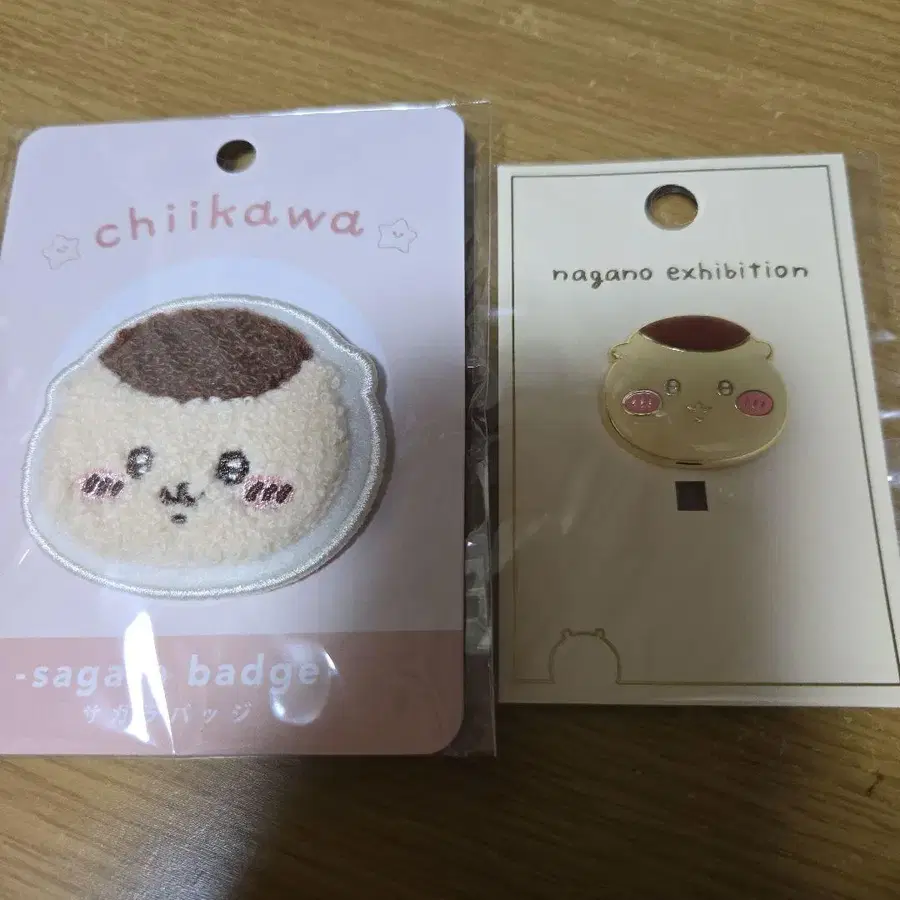 chiikawa
-sagara badge-
サガラバッジ
nagano exhibition